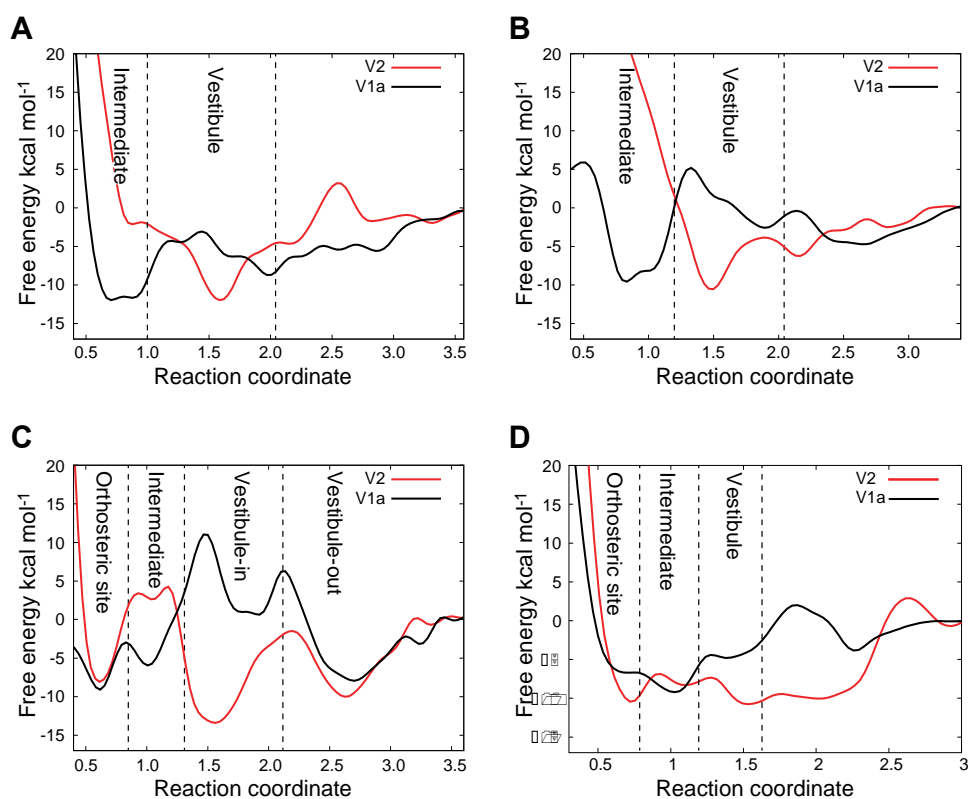 A
Free energy kcal mol-1
20
15
10
5
0
-5
-10
-15
Intermediate
Vestibule
V2
V1a
0.5 1.0 1.5 2.0 2.5 3.0 3.5
Reaction coordinate
B
Free energy kcal mol-1
20
15
10
5
0
-5
-10
-15
Intermediate
Vestibule
V2
V1a
0.5 1.0 1.5 2.0 2.5 3.0
Reaction coordinate
C
Free energy kcal mol-1
20
15
10
5
0
-5
-10
-15
Orthosteric site
Intermediate
Vestibule-in
Vestibule-out
V2
V1a
0.5 1.0 1.5 2.0 2.5 3.0 3.5
Reaction coordinate
D
Free energy kcal mol-1
20
15
10
5
0
Orthosteric site
Intermediate
Vestibule
V2
V1a
0.5 1 1.5 2 2.5 3
Reaction coordinate